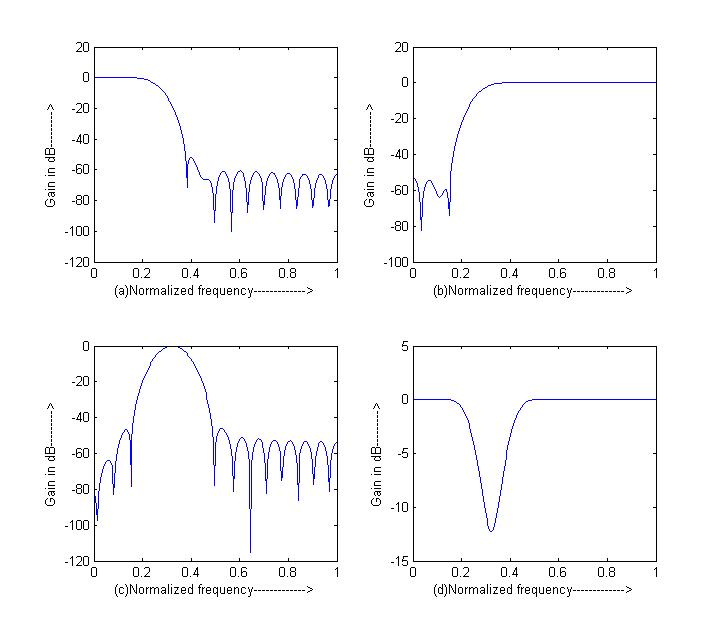 20
0
-20
-40
-60
-80
-100
-120
0 0.2 0.4 0.6 0.8 1
Gain in dB-------->
(a)Normalized frequency------------->
20
0
-20
-40
-60
-80
-100
0 0.2 0.4 0.6 0.8 1
Gain in dB-------->
(b)Normalized frequency------------->
0
-20
-40
-60
-80
-100
-120
0 0.2 0.4 0.6 0.8 1
Gain in dB-------->
(c)Normalized frequency------------->
5
0
-5
-10
-15
0 0.2 0.4 0.6 0.8 1
Gain in dB-------->
(d)Normalized frequency------------->